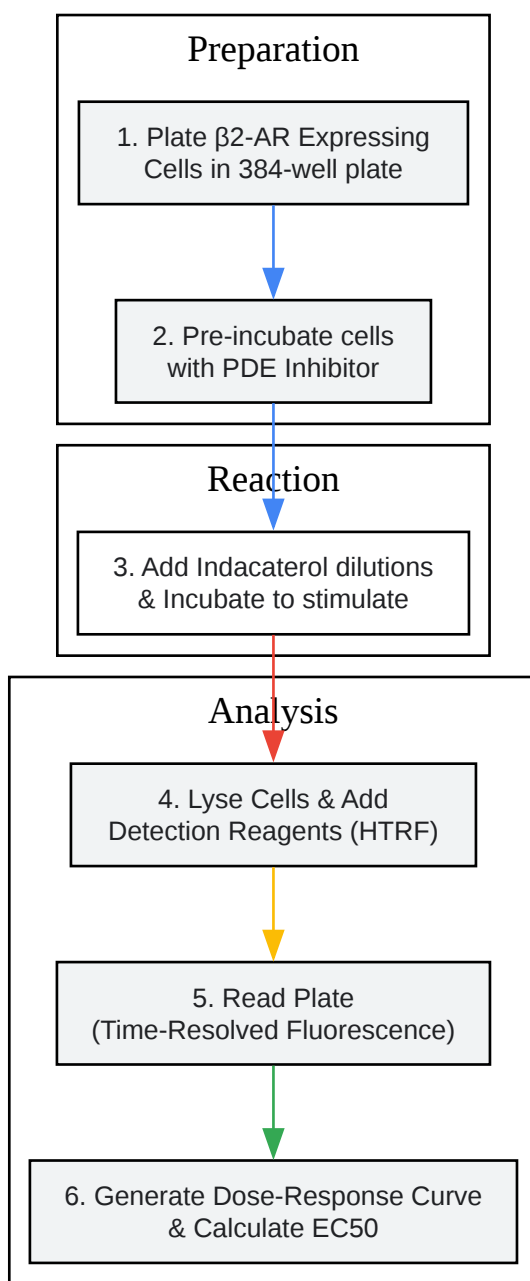 Preparation
1. Plate β2-AR Expressing
Cells in 384-well plate
2. Pre-incubate cells
with PDE Inhibitor
Reaction
3. Add Indacaterol dilutions
& Incubate to stimulate
Analysis
4. Lyse Cells & Add
Detection Reagents (HTRF)
5. Read Plate
(Time-Resolved Fluorescence)
6. Generate Dose-Response Curve
& Calculate EC50